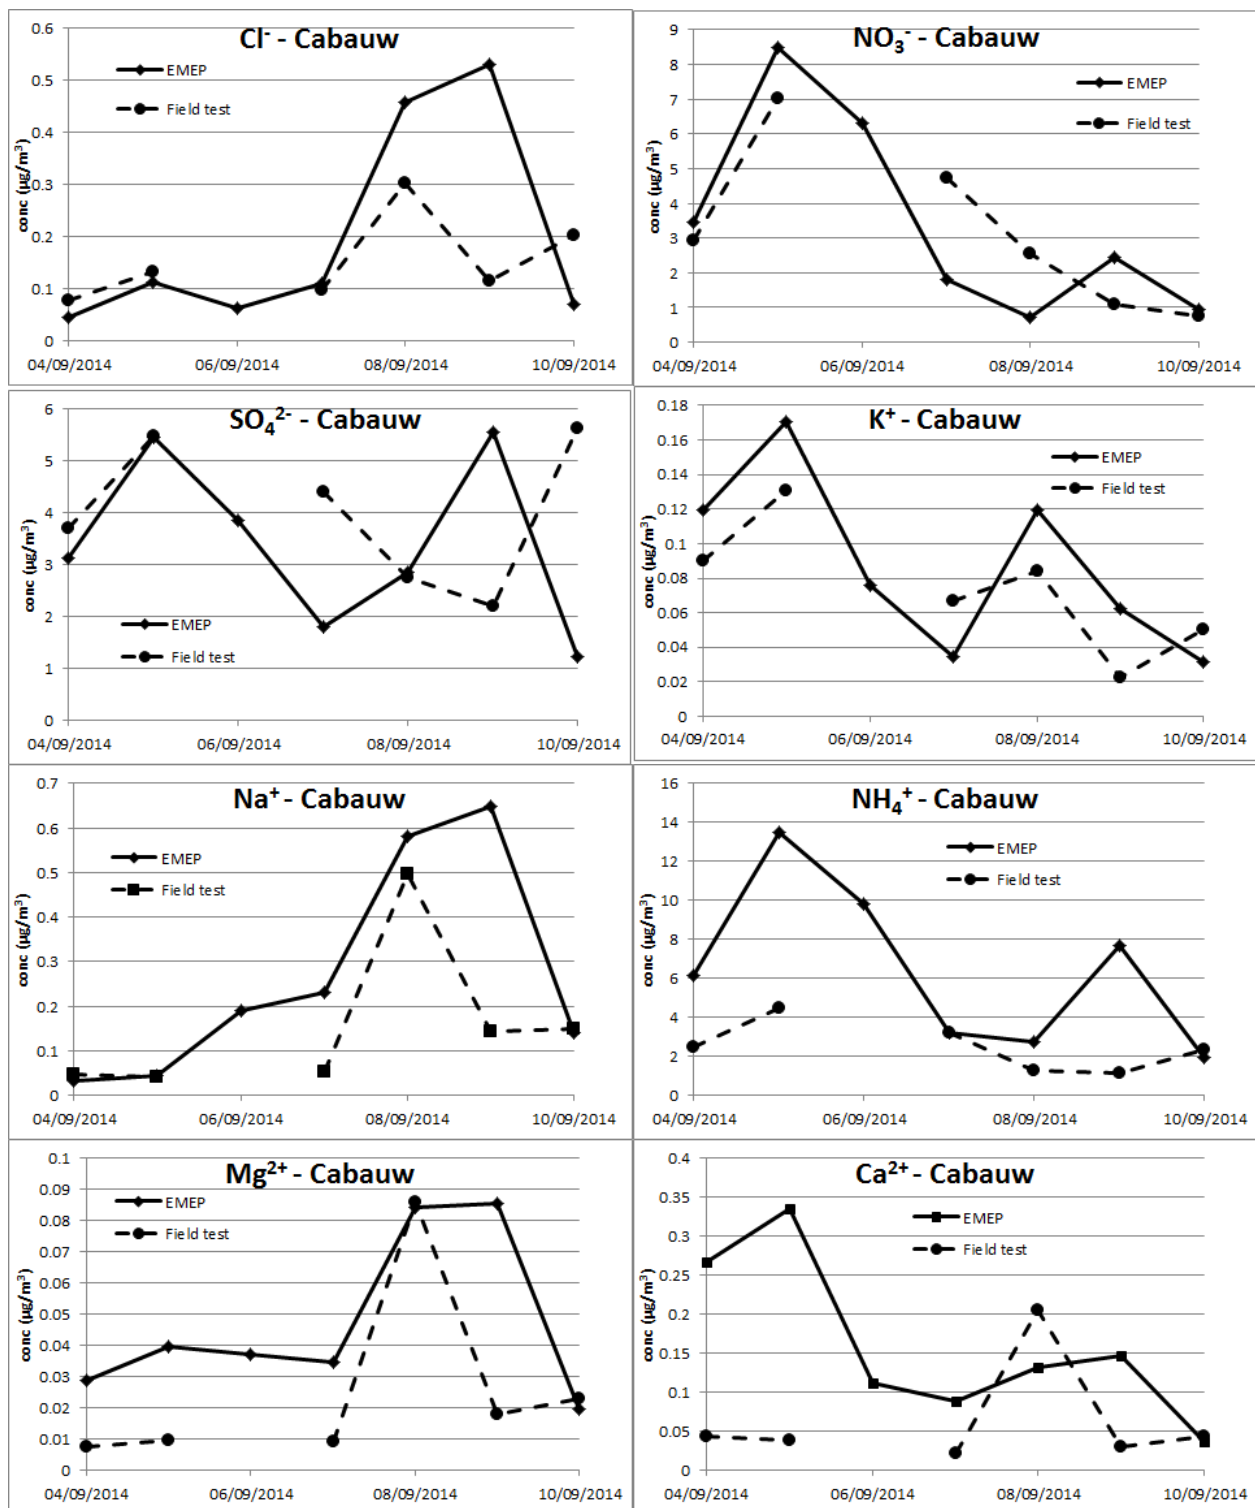 Cl⁻ - Cabauw
0.6
0.5
0.4
0.3
0.2
0.1
0
conc (µg/m³)
EMEP
Field test
04/09/2014 06/09/2014 08/09/2014 10/09/2014
NO₃⁻ - Cabauw
9
8
7
6
5
4
3
2
1
0
conc (µg/m³)
EMEP
Field test
04/09/2014 06/09/2014 08/09/2014 10/09/2014
SO₄²⁻ - Cabauw
6
5
4
3
2
1
0
conc (µg/m³)
EMEP
Field test
04/09/2014 06/09/2014 08/09/2014 10/09/2014
K⁺ - Cabauw
0.18
0.16
0.14
0.12
0.1
0.08
0.06
0.04
0.02
0
conc (µg/m³)
EMEP
Field test
04/09/2014 06/09/2014 08/09/2014 10/09/2014
Na⁺ - Cabauw
0.7
0.6
0.5
0.4
0.3
0.2
0.1
0
conc (µg/m³)
EMEP
Field test
04/09/2014 06/09/2014 08/09/2014 10/09/2014
NH₄⁺ - Cabauw
16
14
12
10
8
6
4
2
0
conc (µg/m³)
EMEP
Field test
04/09/2014 06/09/2014 08/09/2014 10/09/2014
Mg²⁺ - Cabauw
0.1
0.09
0.08
0.07
0.06
0.05
0.04
0.03
0.02
0.01
0
conc (µg/m³)
EMEP
Field test
04/09/2014 06/09/2014 08/09/2014 10/09/2014
Ca²⁺ - Cabauw
0.4
0.35
0.3
0.25
0.2
0.15
0.1
0.05
0
conc (µg/m³)
EMEP
Field test
04/09/2014 06/09/2014 08/09/2014 10/09/2014